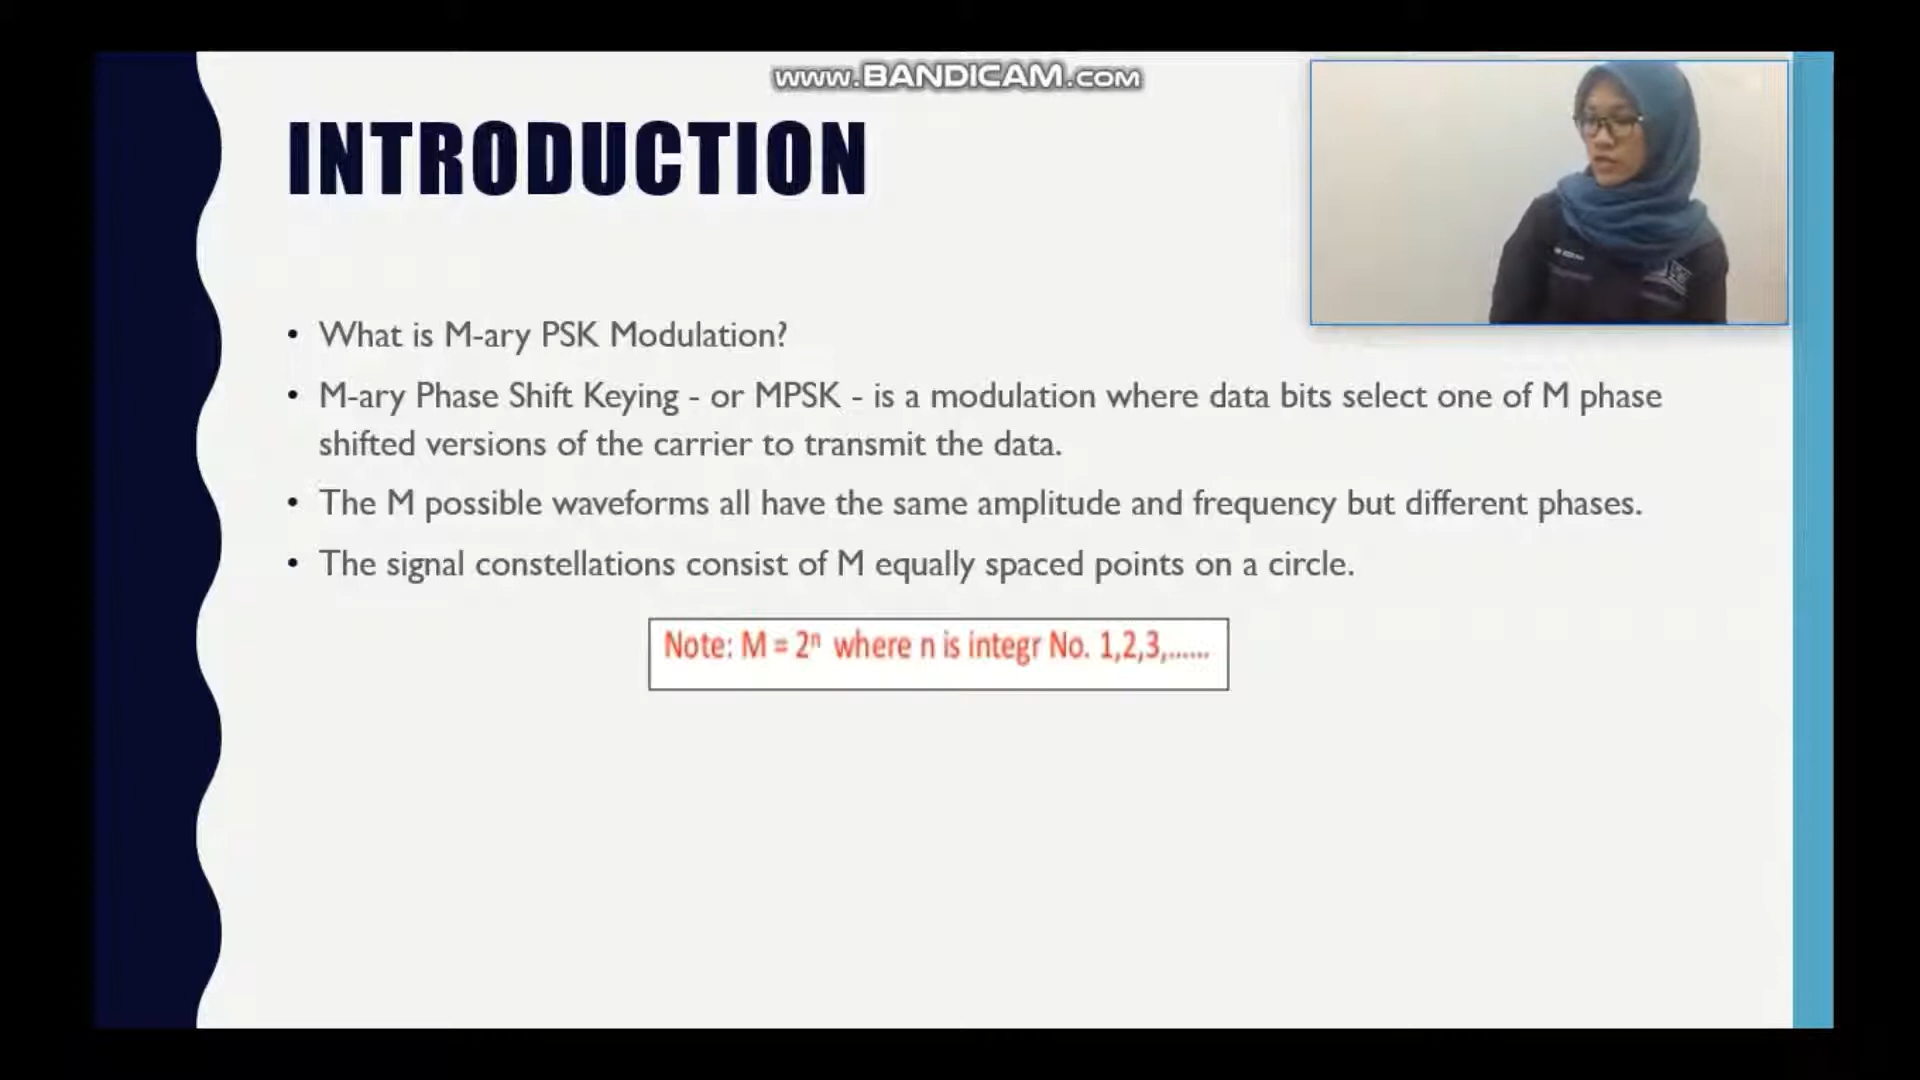 www.BANDICAM.com
INTRODUCTION
• What is M-ary PSK Modulation?
• M-ary Phase Shift Keying - or MPSK - is a modulation where data bits select one of M phase
shifted versions of the carrier to transmit the data.
• The M possible waveforms all have the same amplitude and frequency but different phases.
• The signal constellations consist of M equally spaced points on a circle.
Note: M = 2ⁿ where n is integr No. 1,2,3,......